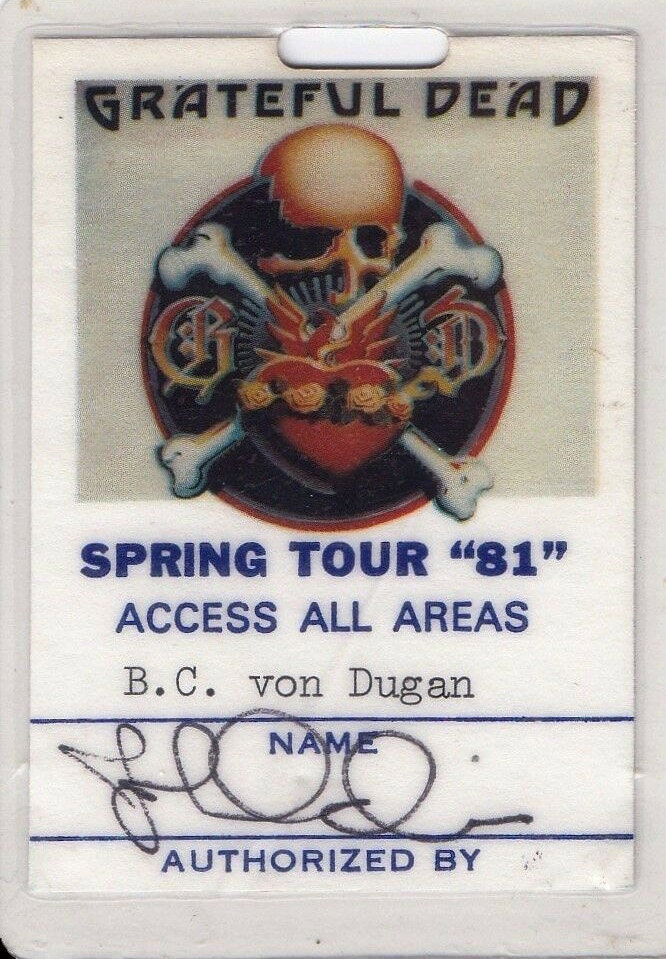 GRATEFUL DEAD
G D
SPRING TOUR “81”
ACCESS ALL AREAS
B.C. von Dugan
NAME
AUTHORIZED BY